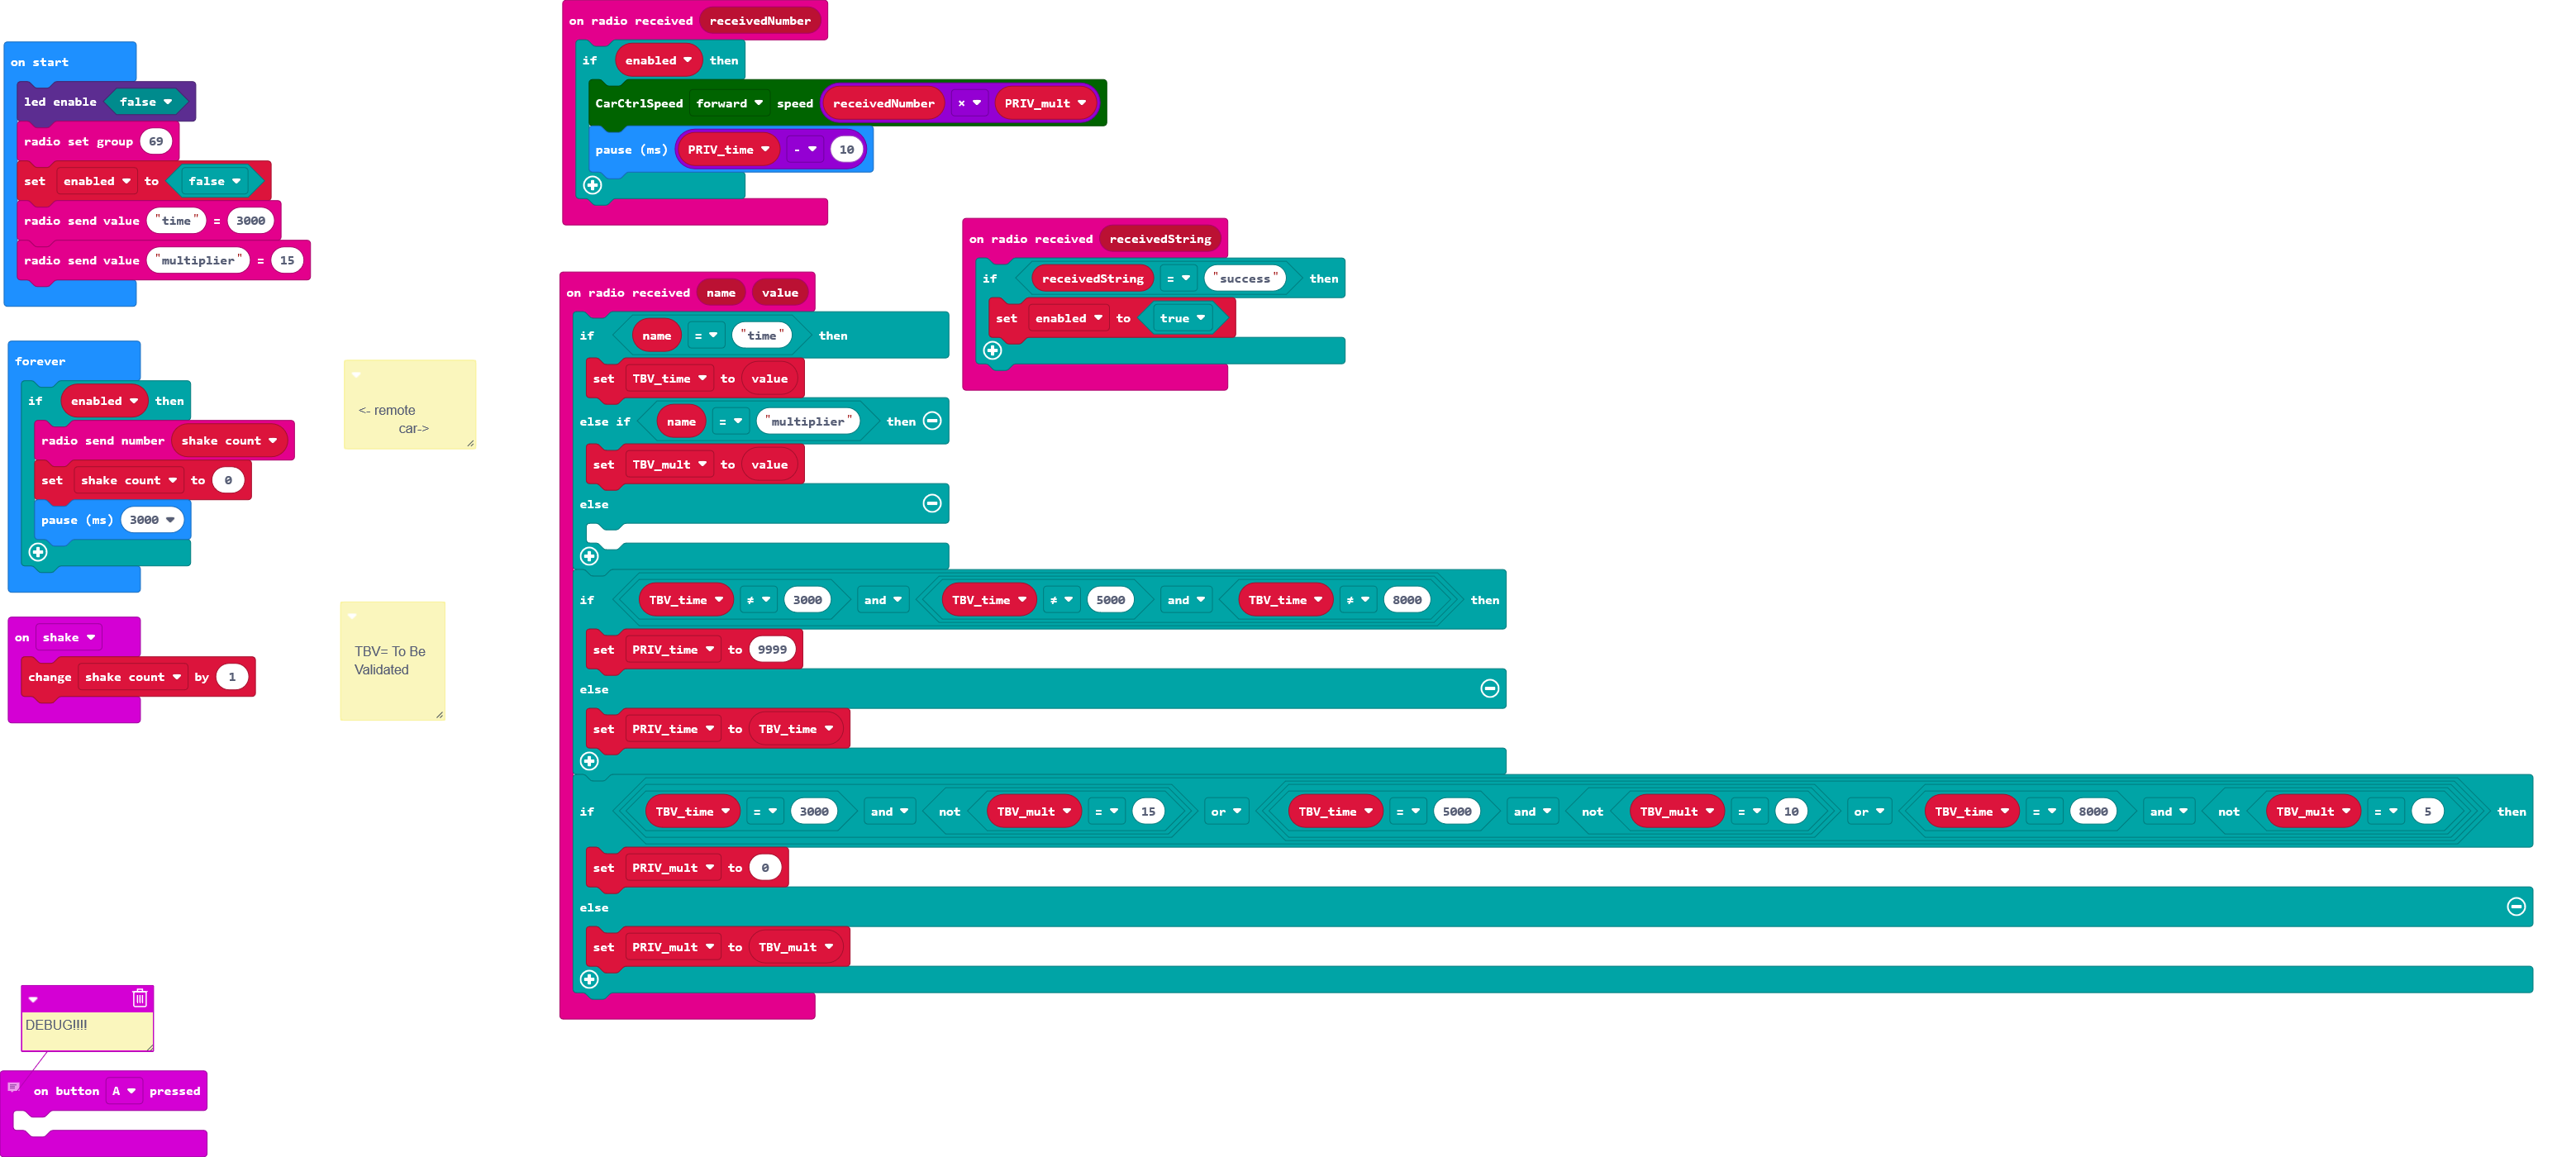 on start
led enable false
radio set group 69
set enabled to false
radio send value "time" = 3000
radio send value "multiplier" = 15
forever
if enabled then
radio send number shake count
set shake count to 0
pause (ms) 3000
on shake
change shake count by 1
<- remote
car->
TBV= To Be
Validated
DEBUG!!!!
on button A pressed
on radio received receivedNumber
if enabled then
CarCtrlSpeed forward speed receivedNumber × PRIV_mult
pause (ms) PRIV_time - 10
on radio received receivedString
if receivedString = "success" then
set enabled to true
on radio received name value
if name = "time" then
set TBV_time to value
else if name = "multiplier" then
set TBV_mult to value
else
if TBV_time ≠ 3000 and TBV_time ≠ 5000 and TBV_time ≠ 8000 then
set PRIV_time to 9999
else
set PRIV_time to TBV_time
if TBV_time = 3000 and not TBV_mult = 15 or TBV_time = 5000 and not TBV_mult = 10 or TBV_time = 8000 and not TBV_mult = 5 then
set PRIV_mult to 0
else
set PRIV_mult to TBV_mult